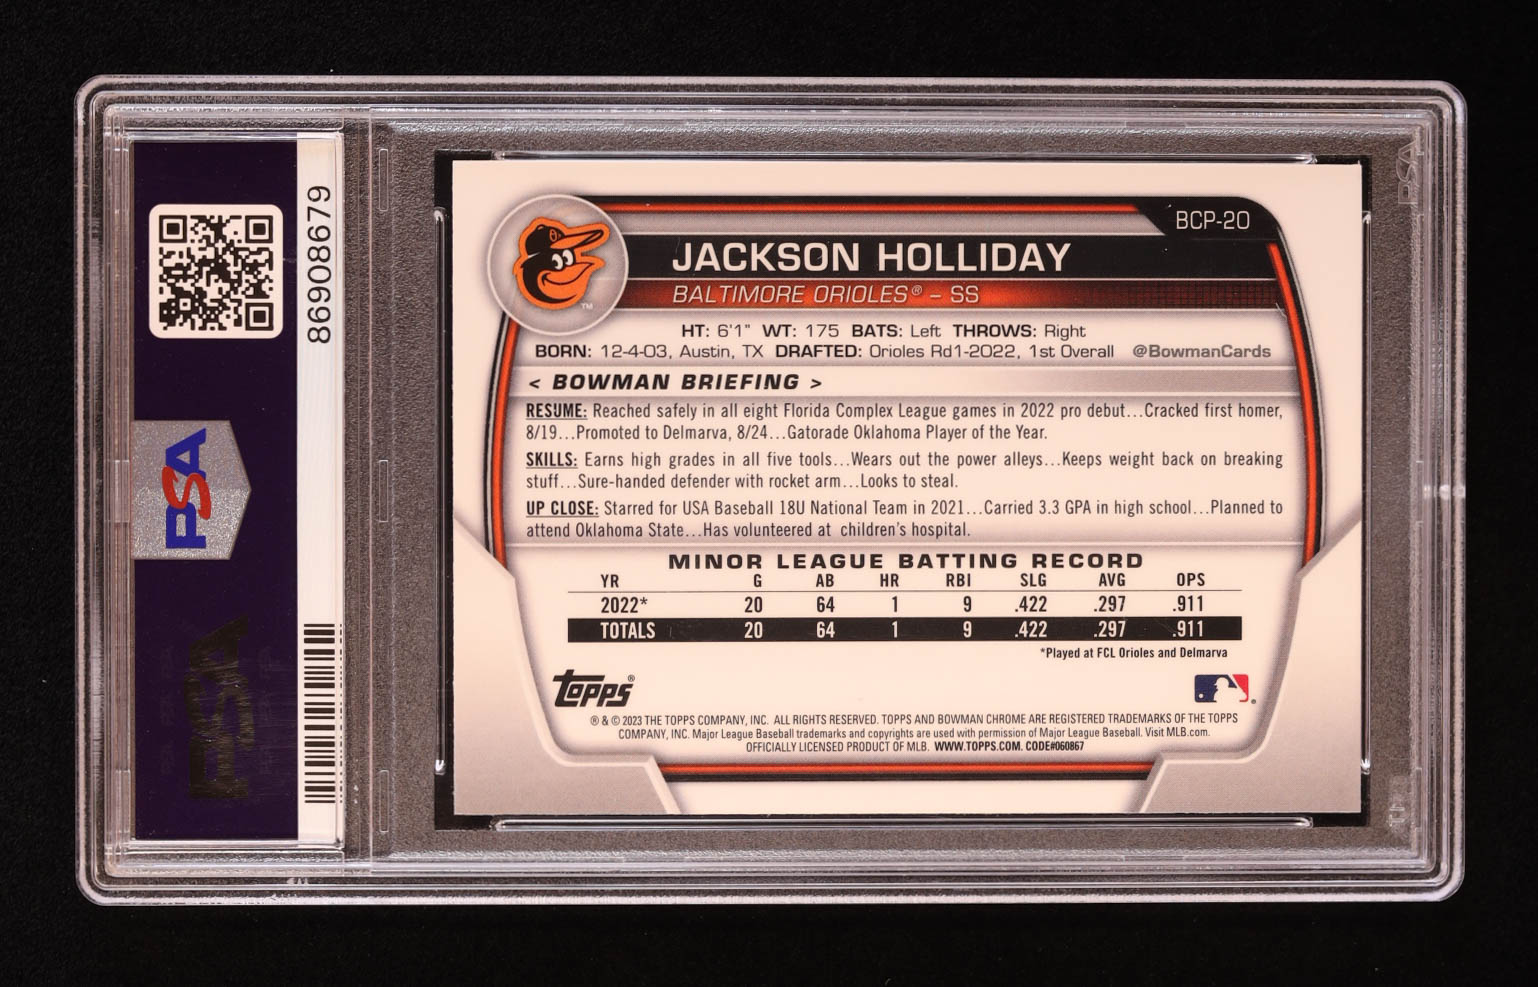 86908679
PSA
BCP-20
JACKSON HOLLIDAY
BALTIMORE ORIOLES® – SS
HT: 6'1" WT: 175 BATS: Left THROWS: Right
BORN: 12-4-03, Austin, TX DRAFTED: Orioles Rd1-2022, 1st Overall @BowmanCards
< BOWMAN BRIEFING >
RESUME: Reached safely in all eight Florida Complex League games in 2022 pro debut...Cracked first homer,
8/19...Promoted to Delmarva, 8/24...Gatorade Oklahoma Player of the Year.
SKILLS: Earns high grades in all five tools...Wears out the power alleys...Keeps weight back on breaking
stuff...Sure-handed defender with rocket arm...Looks to steal.
UP CLOSE: Starred for USA Baseball 18U National Team in 2021...Carried 3.3 GPA in high school...Planned to
attend Oklahoma State...Has volunteered at children's hospital.
MINOR LEAGUE BATTING RECORD
YR G AB HR RBI SLG AVG OPS
2022* 20 64 1 9 .422 .297 .911
TOTALS 20 64 1 9 .422 .297 .911
*Played at FCL Orioles and Delmarva
Topps®
® & © 2023 THE TOPPS COMPANY, INC. ALL RIGHTS RESERVED. TOPPS AND BOWMAN CHROME ARE REGISTERED TRADEMARKS OF THE TOPPS
COMPANY, INC. Major League Baseball trademarks and copyrights are used with permission of Major League Baseball. Visit MLB.com.
OFFICIALLY LICENSED PRODUCT OF MLB. WWW.TOPPS.COM. CODE#060867
PSA
PSA